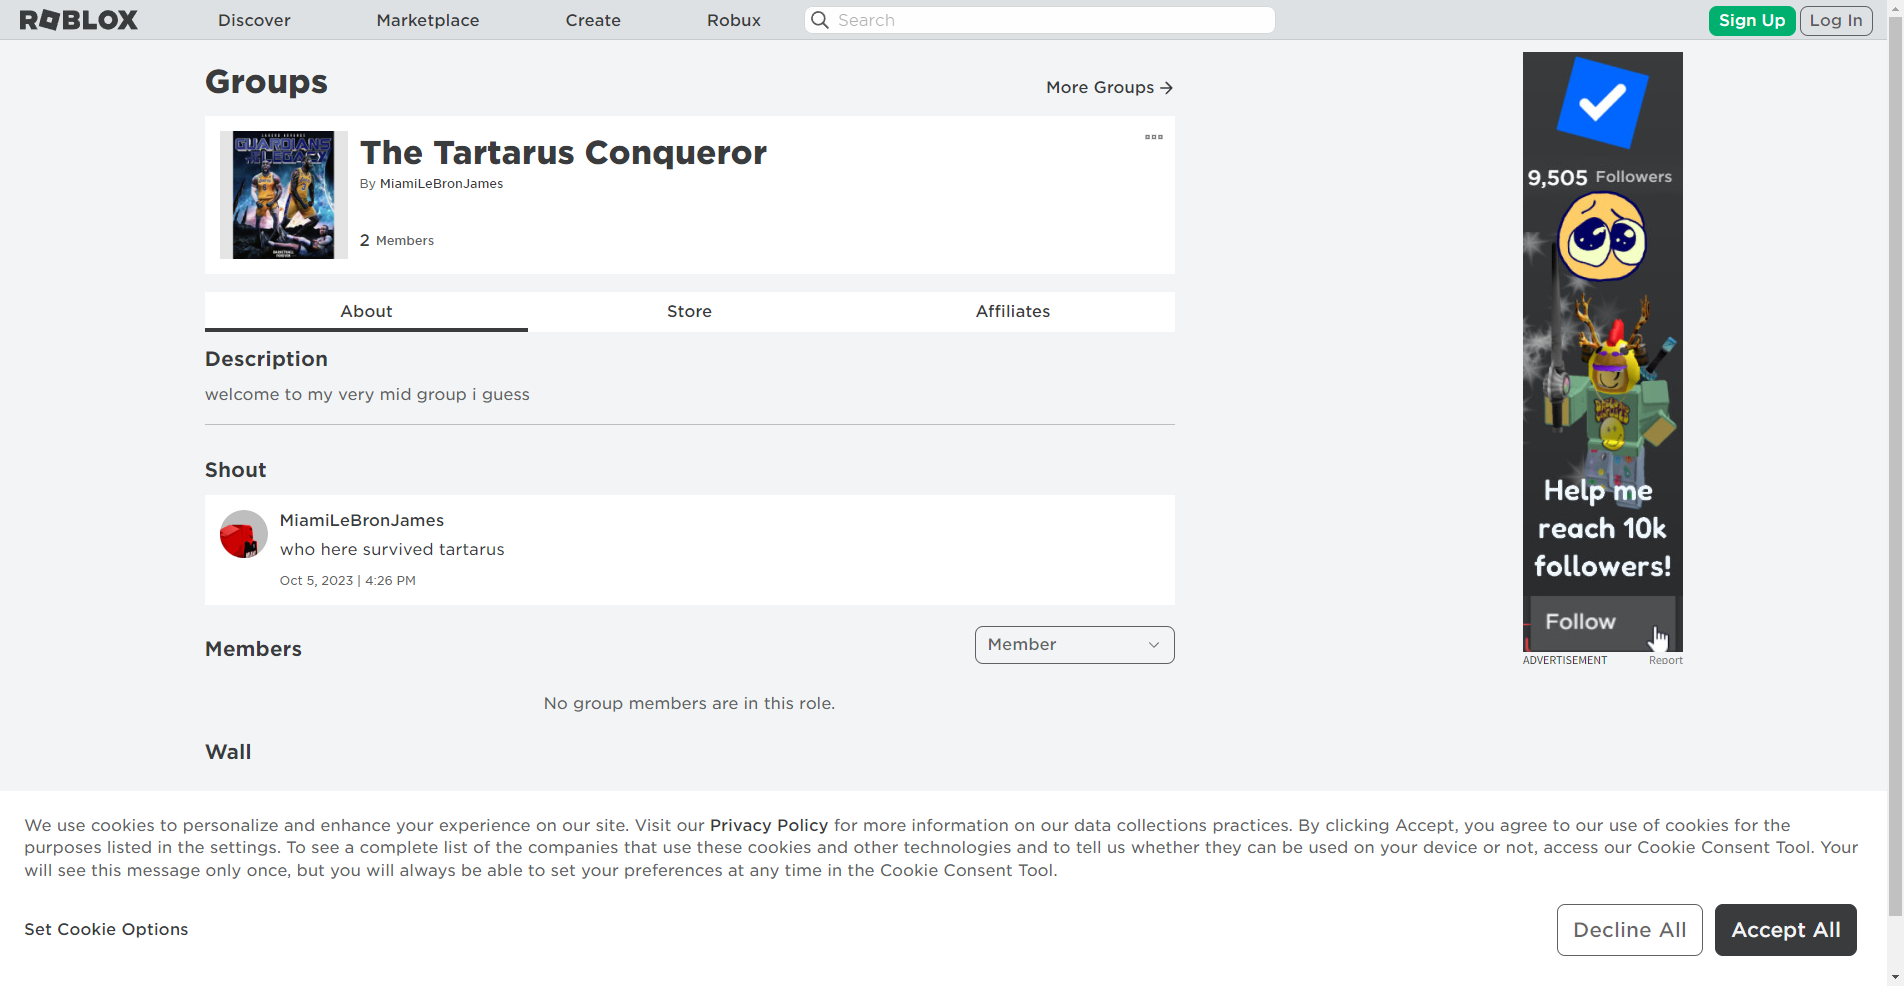 ROBLOX
Discover
Marketplace
Create
Robux
Search
Sign Up
Log In
Groups
More Groups
LAKERS REVENGE
GUARDIANS
OF THE
LEGACY
The Tartarus Conqueror
By MiamiLeBronJames
2 Members
About
Store
Affiliates
Description
welcome to my very mid group i guess
Shout
MiamiLeBronJames
who here survived tartarus
Oct 5, 2023 | 4:26 PM
Members
Member
No group members are in this role.
Wall
9,505 Followers
Help me
reach 10k
followers!
Follow
ADVERTISEMENT
Report
We use cookies to personalize and enhance your experience on our site. Visit our Privacy Policy for more information on our data collections practices. By clicking Accept, you agree to our use of cookies for the
purposes listed in the settings. To see a complete list of the companies that use these cookies and other technologies and to tell us whether they can be used on your device or not, access our Cookie Consent Tool. Your
will see this message only once, but you will always be able to set your preferences at any time in the Cookie Consent Tool.
Set Cookie Options
Decline All
Accept All